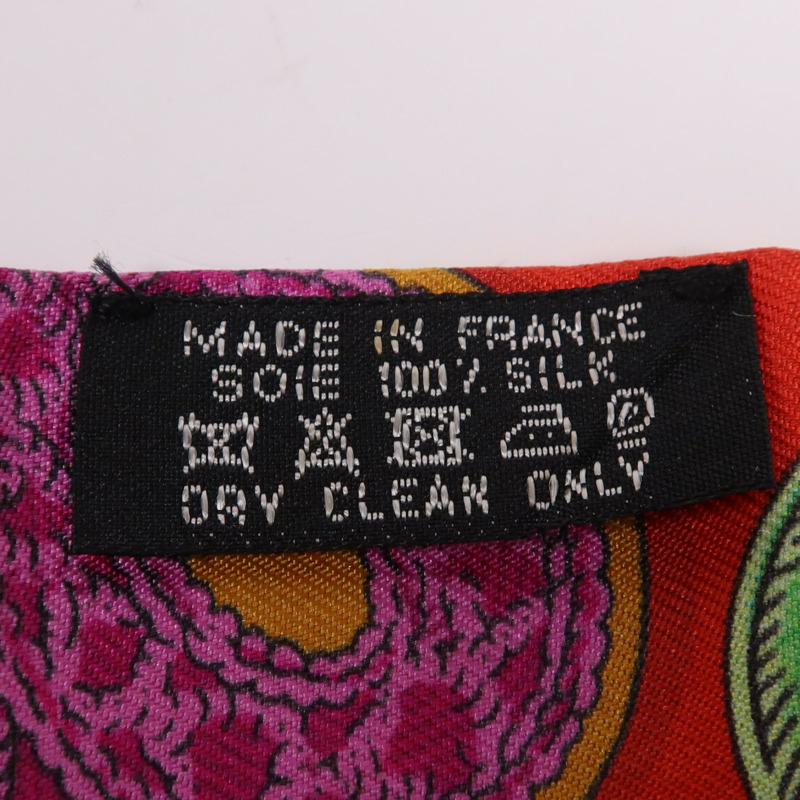 MADE IN FRANCE
SOIE 100% SILK
P
DRY CLEAN ONLY